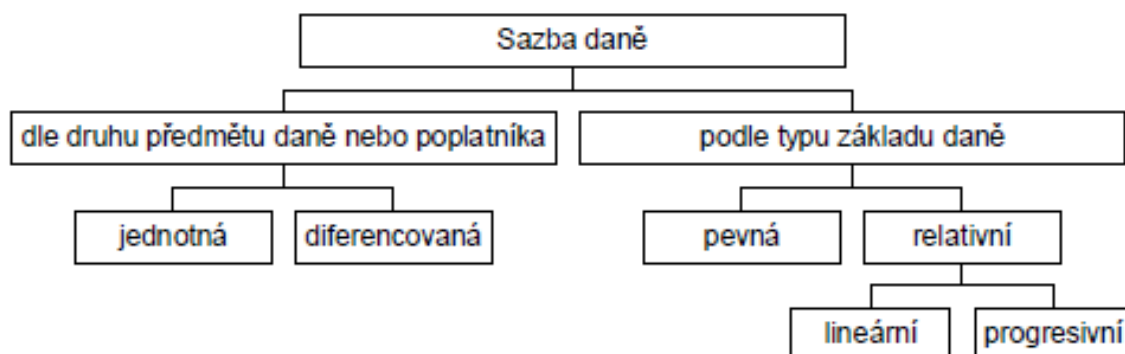 Sazba daně
dle druhu předmětu daně nebo poplatníka
podle typu základu daně
jednotná
diferencovaná
pevná
relativní
lineární
progresivní